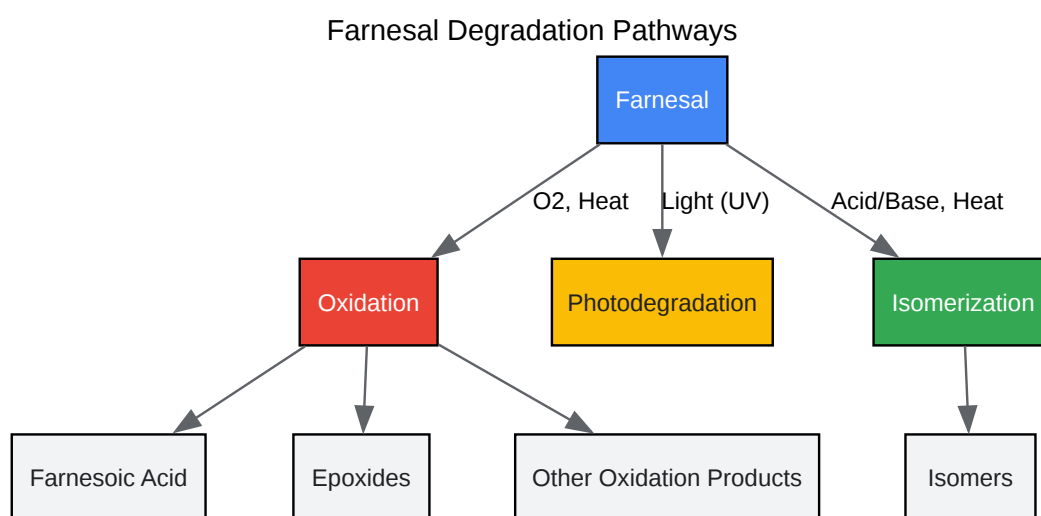 Farnesal Degradation Pathways
Farnesal
O2, Heat
Light (UV)
Acid/Base, Heat
Oxidation
Photodegradation
Isomerization
Farnesoic Acid
Epoxides
Other Oxidation Products
Isomers